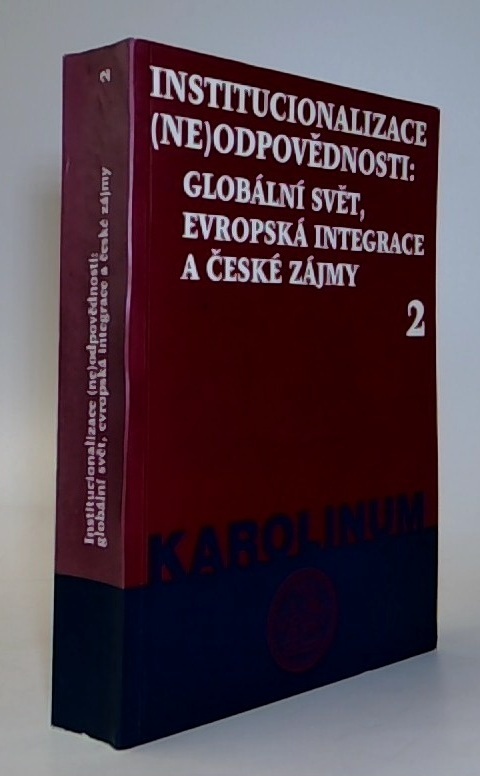 INSTITUCIONALIZACE
(NE)ODPOVĚDNOSTI:
GLOBÁLNÍ SVĚT,
EVROPSKÁ INTEGRACE
A ČESKÉ ZÁJMY
2
KAROLINUM
Institucionalizace (ne)odpovědnosti:
globální svět, evropská integrace a české zájmy
2